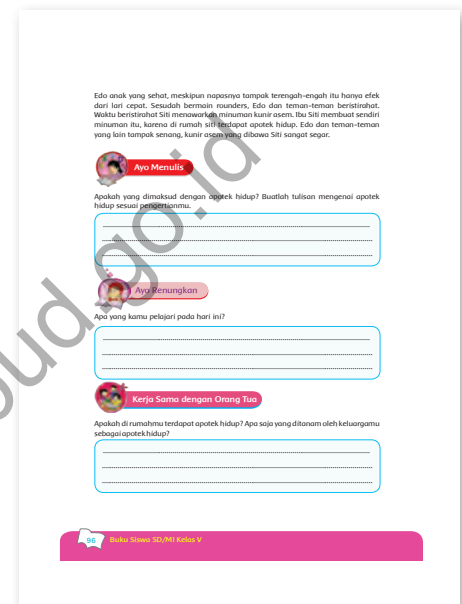 Edo anak yang sehat, meskipun napasnya tampak terengah-engah itu hanya efek
dari lari cepat. Sesudah bermain rounders, Edo dan teman-teman beristirahat.
Waktu beristirahat Siti menawarkan minuman kunir asem. Ibu Siti membuat sendiri
minuman itu, karena di rumah siti terdapat apotek hidup. Edo dan teman-teman
yang lain tampak senang, kunir asem yang dibawa Siti sangat segar.
Ayo Menulis
Apakah yang dimaksud dengan apotek hidup? Buatlah tulisan mengenai apotek
hidup sesuai pengertianmu.
Ayo Renungkan
Apa yang kamu pelajari pada hari ini?
Kerja Sama dengan Orang Tua
Apakah di rumahmu terdapat apotek hidup? Apa saja yang ditanam oleh keluargamu
sebagai apotek hidup?
96 Buku Siswa SD/MI Kelas V
bud.go.id